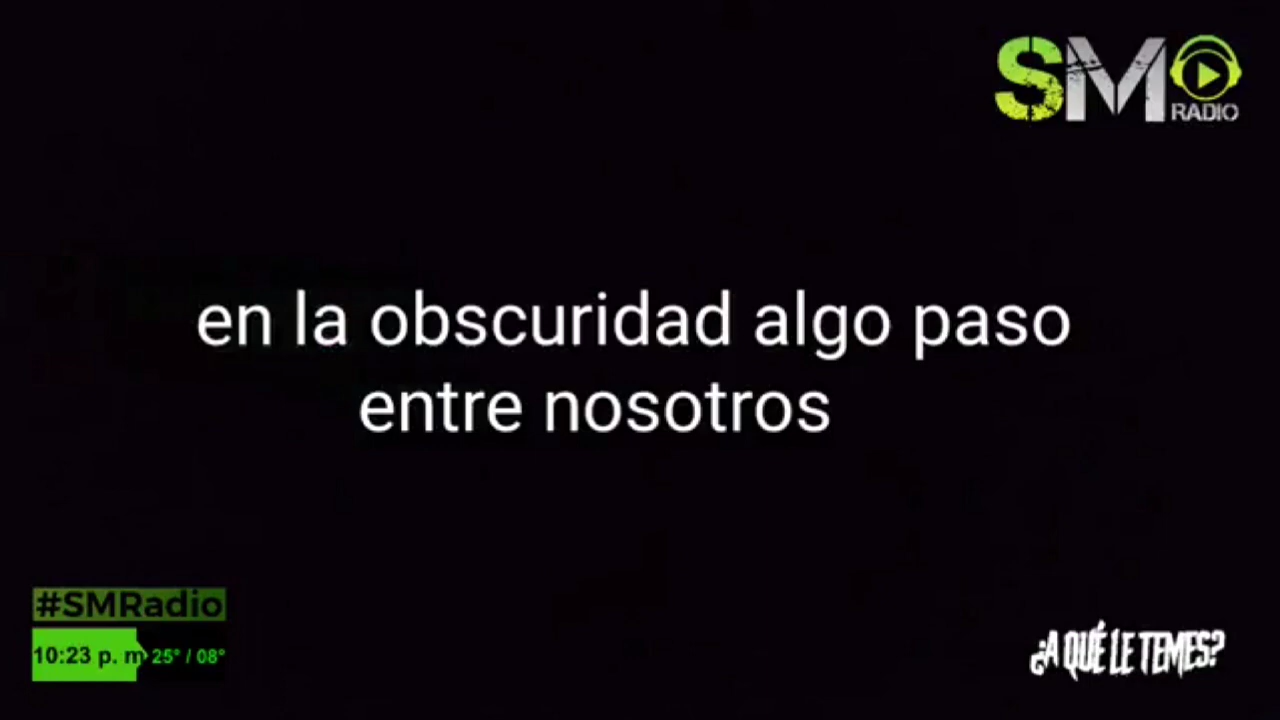 SM
RADIO
en la obscuridad algo paso
entre nosotros
#SMRadio
10:23 p. m 25° / 08°
¿A QUÉ LE TEMES?